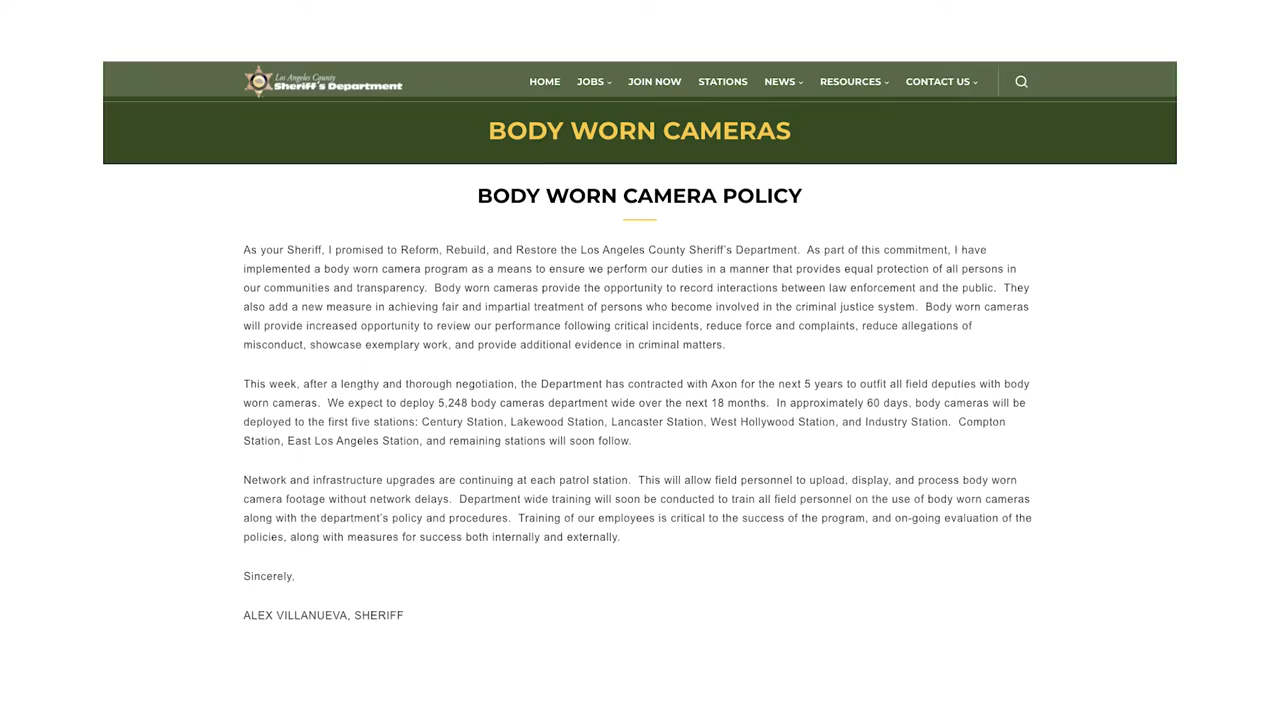 Los Angeles County
Sheriff's Department
HOME JOBS JOIN NOW STATIONS NEWS RESOURCES CONTACT US
BODY WORN CAMERAS
BODY WORN CAMERA POLICY
As your Sheriff, I promised to Reform, Rebuild, and Restore the Los Angeles County Sheriff's Department. As part of this commitment, I have
implemented a body worn camera program as a means to ensure we perform our duties in a manner that provides equal protection of all persons in
our communities and transparency. Body worn cameras provide the opportunity to record interactions between law enforcement and the public. They
also add a new measure in achieving fair and impartial treatment of persons who become involved in the criminal justice system. Body worn cameras
will provide increased opportunity to review our performance following critical incidents, reduce force and complaints, reduce allegations of
misconduct, showcase exemplary work, and provide additional evidence in criminal matters.
This week, after a lengthy and thorough negotiation, the Department has contracted with Axon for the next 5 years to outfit all field deputies with body
worn cameras. We expect to deploy 5,248 body cameras department wide over the next 18 months. In approximately 60 days, body cameras will be
deployed to the first five stations: Century Station, Lakewood Station, Lancaster Station, West Hollywood Station, and Industry Station. Compton
Station, East Los Angeles Station, and remaining stations will soon follow.
Network and infrastructure upgrades are continuing at each patrol station. This will allow field personnel to upload, display, and process body worn
camera footage without network delays. Department wide training will soon be conducted to train all field personnel on the use of body worn cameras
along with the department's policy and procedures. Training of our employees is critical to the success of the program, and on-going evaluation of the
policies, along with measures for success both internally and externally.
Sincerely,
ALEX VILLANUEVA, SHERIFF